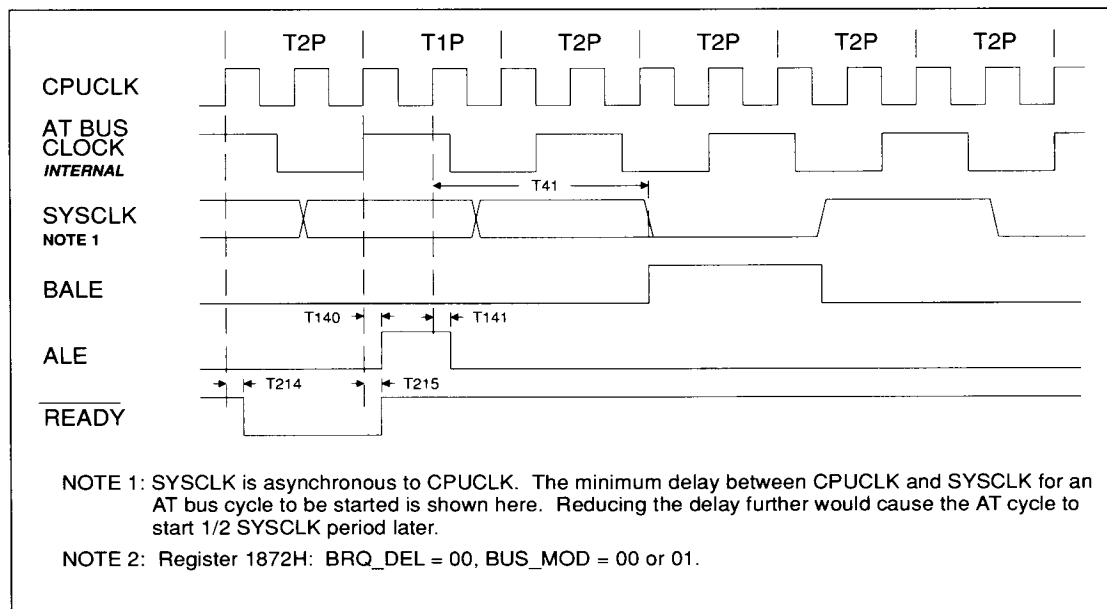 T2P T1P T2P T2P T2P T2P
CPUCLK
AT BUS
CLOCK
INTERNAL
T41
SYSCLK
NOTE 1
BALE
T140 T141
ALE
T214 T215
READY
NOTE 1: SYSCLK is asynchronous to CPUCLK. The minimum delay between CPUCLK and SYSCLK for an
AT bus cycle to be started is shown here. Reducing the delay further would cause the AT cycle to
start 1/2 SYSCLK period later.
NOTE 2: Register 1872H: BRQ_DEL = 00, BUS_MOD = 00 or 01.